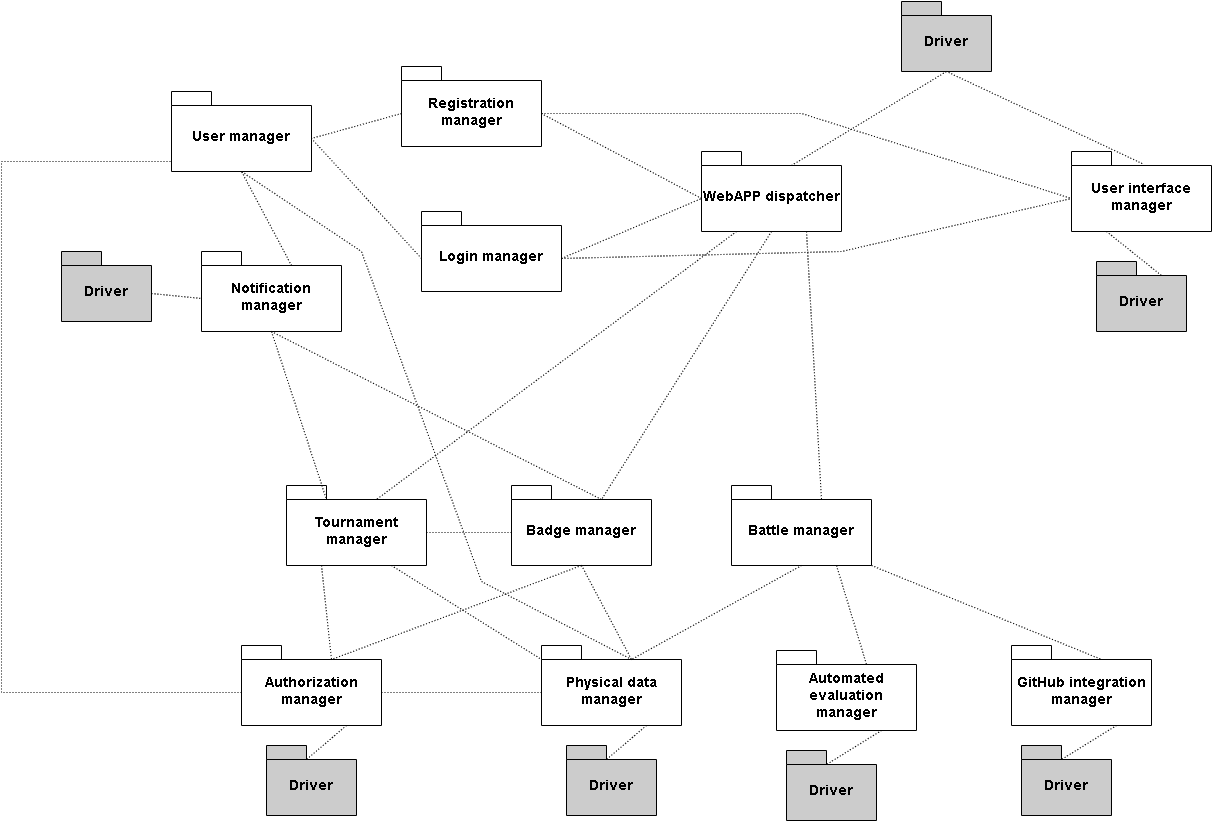 Driver
Registration
manager
User manager
WebAPP dispatcher
User interface
manager
Login manager
Driver
Notification
manager
Driver
Tournament
manager
Badge manager
Battle manager
Authorization
manager
Physical data
manager
Automated
evaluation
manager
GitHub integration
manager
Driver
Driver
Driver
Driver